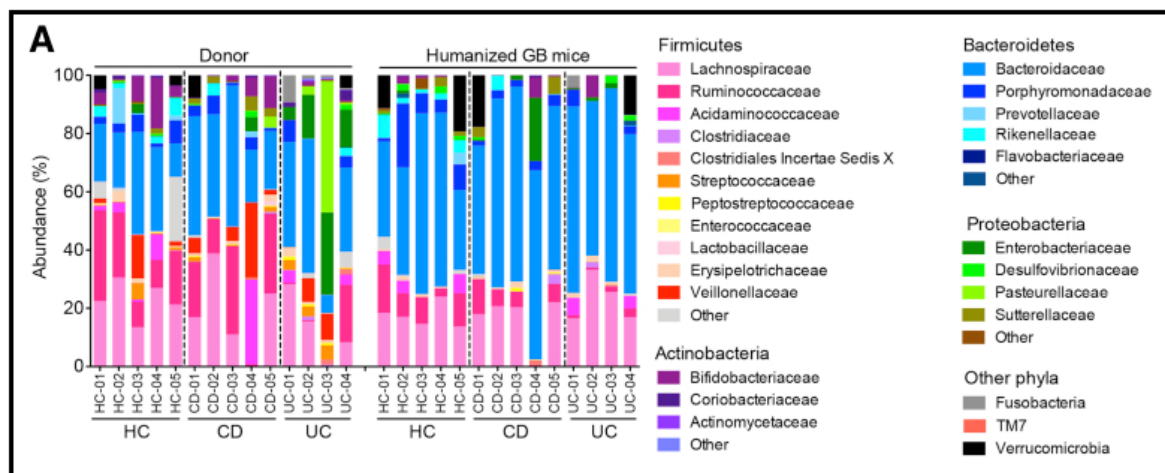 A
Donor
Humanized GB mice
Abundance (%)
100
80
60
40
20
0
HC-01
HC-02
HC-03
HC-04
HC-05
CD-01
CD-02
CD-03
CD-04
CD-05
UC-01
UC-02
UC-03
UC-04
HC-01
HC-02
HC-03
HC-04
HC-05
CD-01
CD-02
CD-03
CD-04
CD-05
UC-01
UC-02
UC-03
UC-04
HC
CD
UC
HC
CD
UC
Firmicutes
Lachnospiraceae
Ruminococcaceae
Acidaminococcaceae
Clostridiaceae
Clostridiales Incertae Sedis X
Streptococcaceae
Peptostreptococcaceae
Enterococcaceae
Lactobacillaceae
Erysipelotrichaceae
Veillonellaceae
Other
Actinobacteria
Bifidobacteriaceae
Coriobacteriaceae
Actinomycetaceae
Other
Bacteroidetes
Bacteroidaceae
Porphyromonadaceae
Prevotellaceae
Rikenellaceae
Flavobacteriaceae
Other
Proteobacteria
Enterobacteriaceae
Desulfovibrionaceae
Pasteurellaceae
Sutterellaceae
Other
Other phyla
Fusobacteria
TM7
Verrucomicrobia